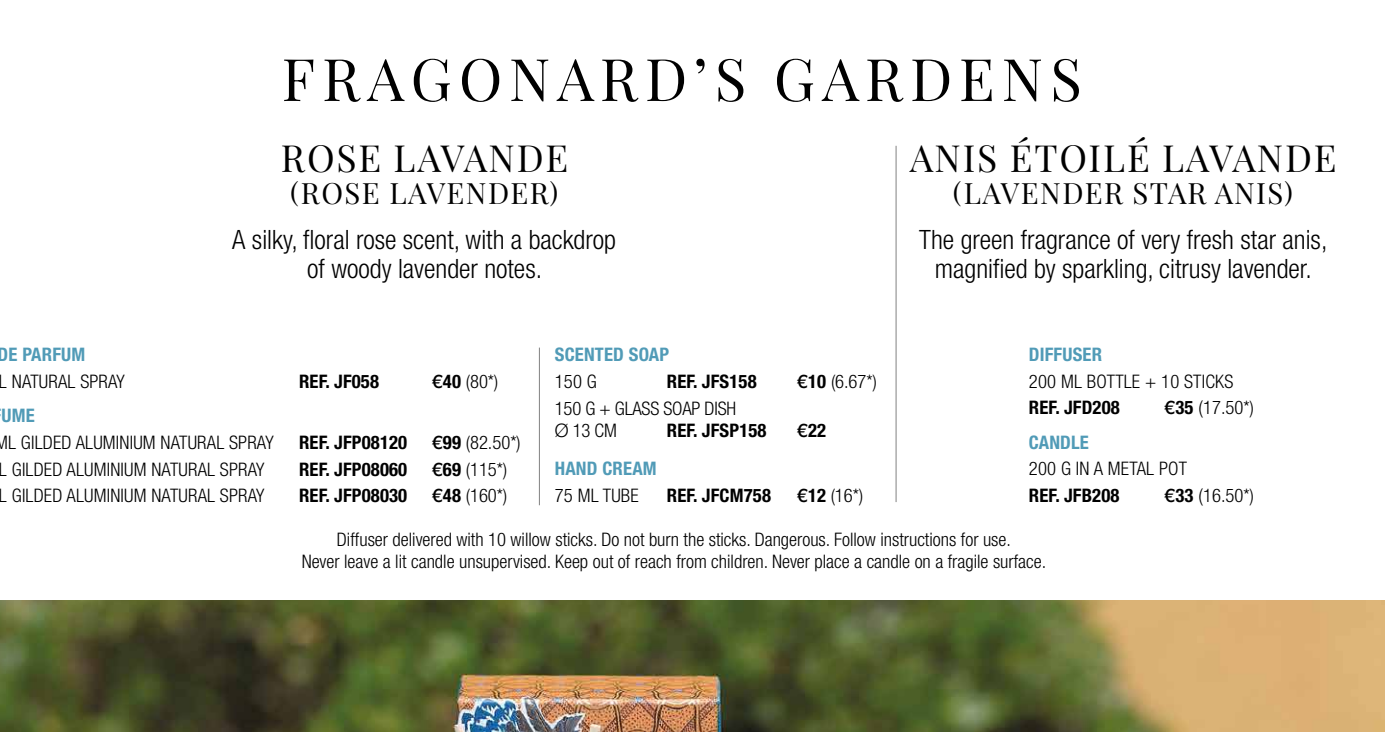 FRAGONARD'S GARDENS
ROSE LAVANDE
(ROSE LAVENDER)
A silky, floral rose scent, with a backdrop
of woody lavender notes.
DE PARFUM
NATURAL SPRAY REF. JF058 €40 (80*)
ML GILDED ALUMINIUM NATURAL SPRAY REF. JFP08120 €99 (82.50*)
GILDED ALUMINIUM NATURAL SPRAY REF. JFP08060 €69 (115*)
GILDED ALUMINIUM NATURAL SPRAY REF. JFP08030 €48 (160*)
SCENTED SOAP
150 G REF. JFS158 €10 (6.67*)
150 G + GLASS SOAP DISH
Ø 13 CM REF. JFSP158 €22
HAND CREAM
75 ML TUBE REF. JFCM758 €12 (16*)
ANIS ÉTOILÉ LAVANDE
(LAVENDER STAR ANIS)
The green fragrance of very fresh star anis,
magnified by sparkling, citrusy lavender.
DIFFUSER
200 ML BOTTLE + 10 STICKS
REF. JFD208 €35 (17.50*)
CANDLE
200 G IN A METAL POT
REF. JFB208 €33 (16.50*)
Diffuser delivered with 10 willow sticks. Do not burn the sticks. Dangerous. Follow instructions for use.
Never leave a lit candle unsupervised. Keep out of reach from children. Never place a candle on a fragile surface.